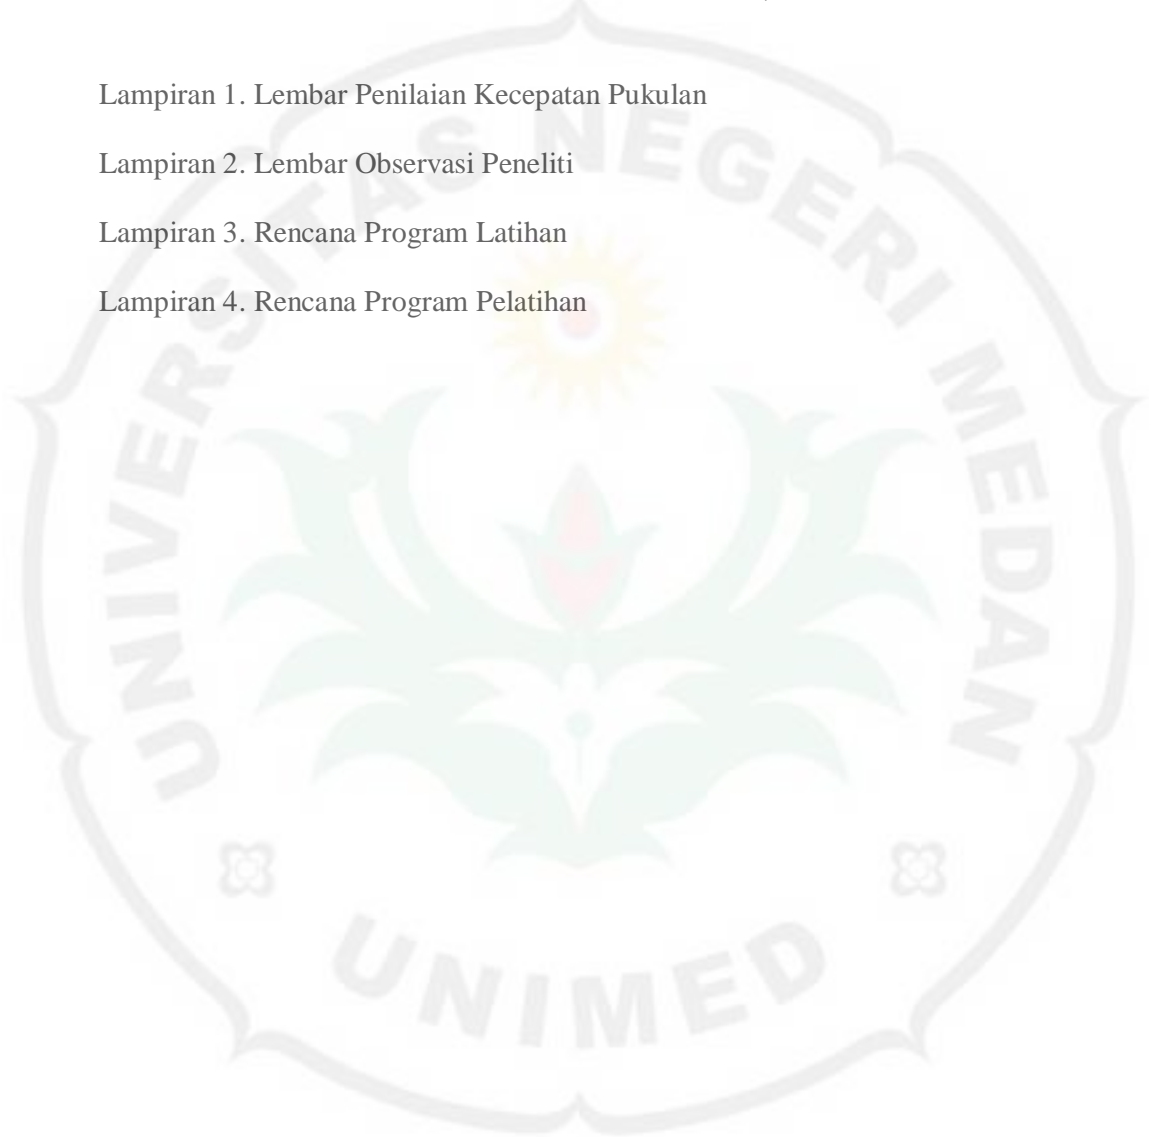 Lampiran 1. Lembar Penilaian Kecepatan Pukulan
Lampiran 2. Lembar Observasi Peneliti
Lampiran 3. Rencana Program Latihan
Lampiran 4. Rencana Program Pelatihan
UNIVERSITAS NEGERI MEDAN
UNIMED